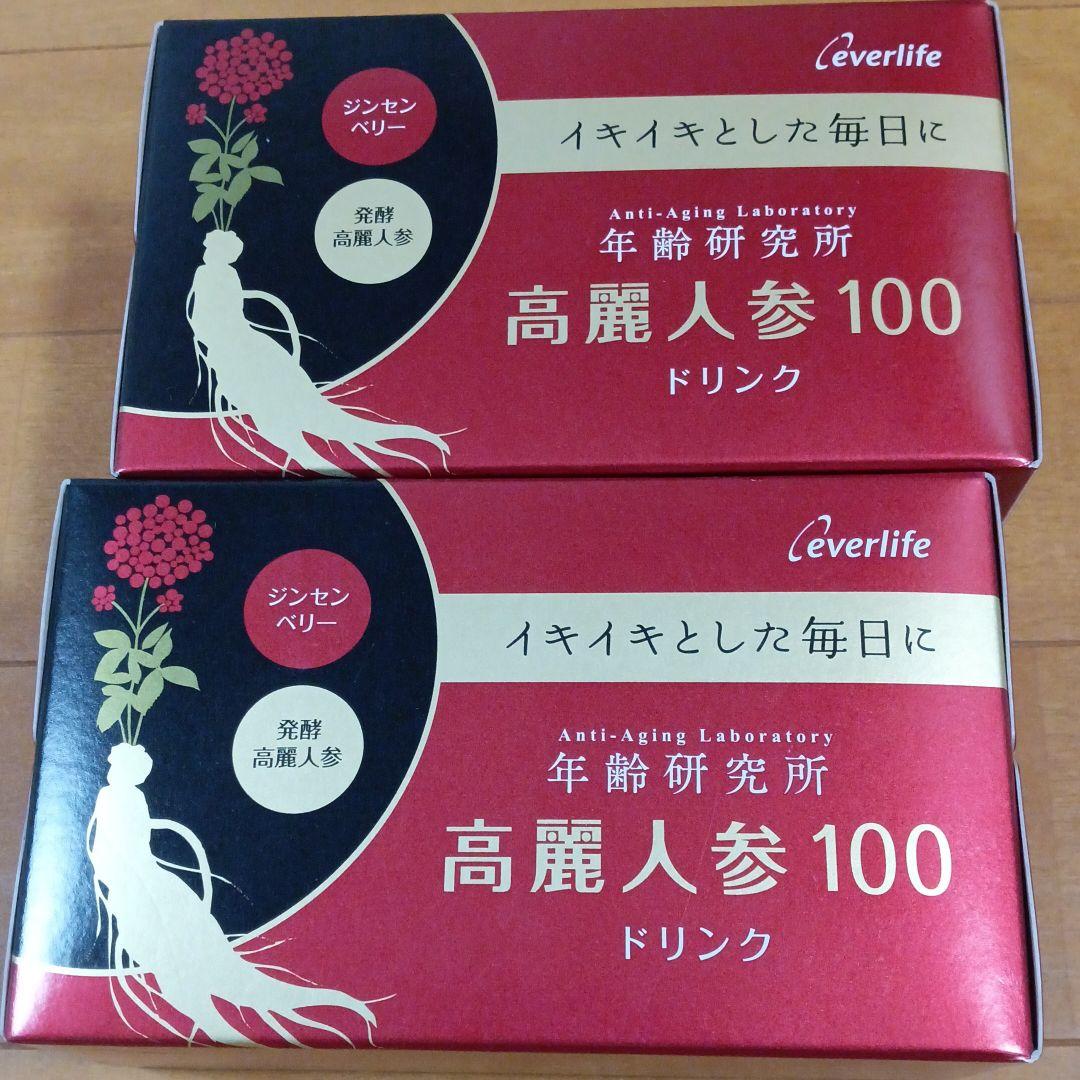 everlife
ジンセン
ベリー
イキイキとした毎日に
発酵
高麗人参
Anti-Aging Laboratory
年齢研究所
高麗人参100
ドリンク
everlife
ジンセン
ベリー
イキイキとした毎日に
発酵
高麗人参
Anti-Aging Laboratory
年齢研究所
高麗人参100
ドリンク